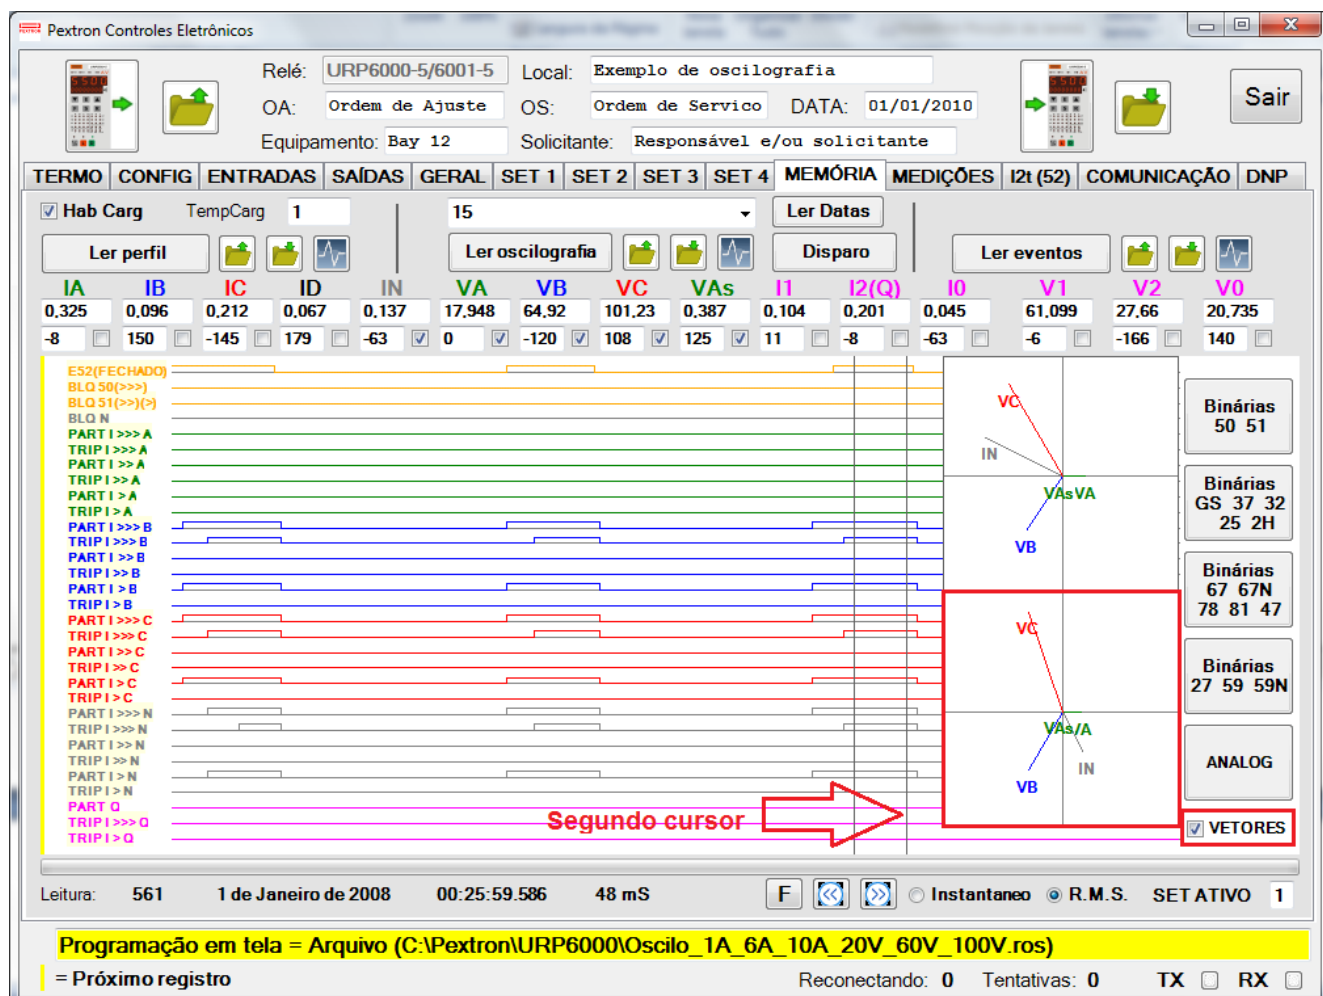 Pextron Controles Eletrônicos
Relé: URP6000-5/6001-5 Local: Exemplo de oscilografia
OA: Ordem de Ajuste OS: Ordem de Servico DATA: 01/01/2010
Equipamento: Bay 12 Solicitante: Responsável e/ou solicitante
Sair
TERMO CONFIG ENTRADAS SAÍDAS GERAL SET 1 SET 2 SET 3 SET 4 MEMÓRIA MEDIÇÕES I2t (52) COMUNICAÇÃO DNP
Hab Carg TempCarg 1 15 Ler Datas
Ler perfil Ler oscilografia Disparo Ler eventos
IA IB IC ID IN VA VB VC VAs I1 I2(Q) I0 V1 V2 V0
0,325 0,096 0,212 0,067 0,137 17,948 64,92 101,23 0,387 0,104 0,201 0,045 61,099 27,66 20,735
-8 150 -145 179 -63 0 -120 108 125 11 -8 -63 -6 -166 140
E52(FECHADO)
BLQ 50(>>>)
BLQ 51(>>)(>)
BLQ N
PART I >>> A
TRIP I >>> A
PART I >> A
TRIP I >> A
PART I > A
TRIP I > A
PART I >>> B
TRIP I >>> B
PART I >> B
TRIP I >> B
PART I > B
TRIP I > B
PART I >>> C
TRIP I >>> C
PART I >> C
TRIP I >> C
PART I > C
TRIP I > C
PART I >>> N
TRIP I >>> N
PART I >> N
TRIP I >> N
PART I > N
TRIP I > N
PART Q
TRIP I >>> Q
TRIP I > Q
Segundo cursor
VC
IN
VAsVA
VB
VC
VAs/A
IN
VB
Binárias
50 51
Binárias
GS 37 32
25 2H
Binárias
67 67N
78 81 47
Binárias
27 59 59N
ANALOG
VETORES
Leitura: 561 1 de Janeiro de 2008 00:25:59.586 48 mS F Instantaneo R.M.S. SET ATIVO 1
Programação em tela = Arquivo (C:\Pextron\URP6000\Oscilo_1A_6A_10A_20V_60V_100V.ros)
= Próximo registro Reconectando: 0 Tentativas: 0 TX RX